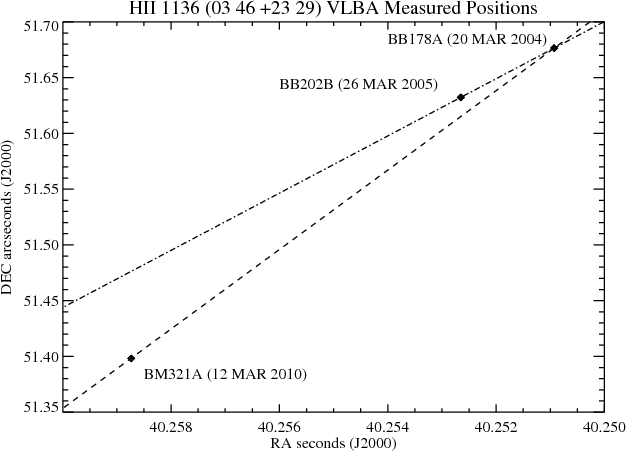 HII 1136 (03 46 +23 29) VLBA Measured Positions
BB178A (20 MAR 2004)
BB202B (26 MAR 2005)
BM321A (12 MAR 2010)
DEC arcseconds (J2000)
51.70
51.65
51.60
51.55
51.50
51.45
51.40
51.35
40.258
40.256
40.254
40.252
40.250
RA seconds (J2000)